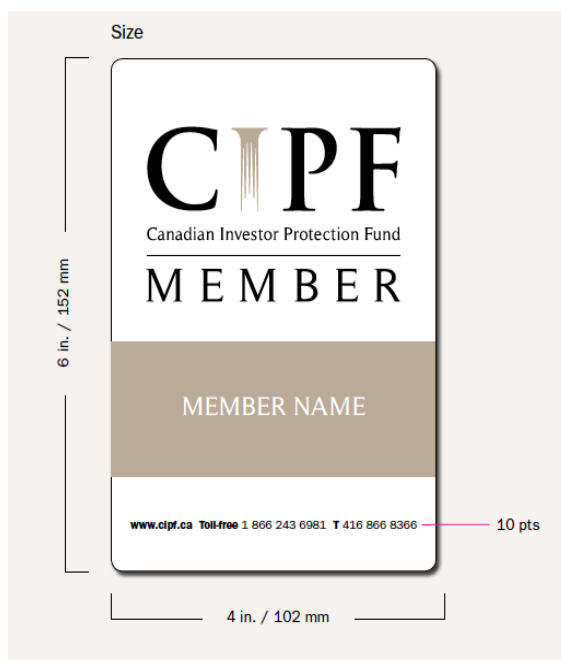 Size
CIPF
Canadian Investor Protection Fund
MEMBER
6 in. / 152 mm
MEMBER NAME
www.cipf.ca Toll-free 1 866 243 6981 T 416 866 8366
10 pts
4 in. / 102 mm